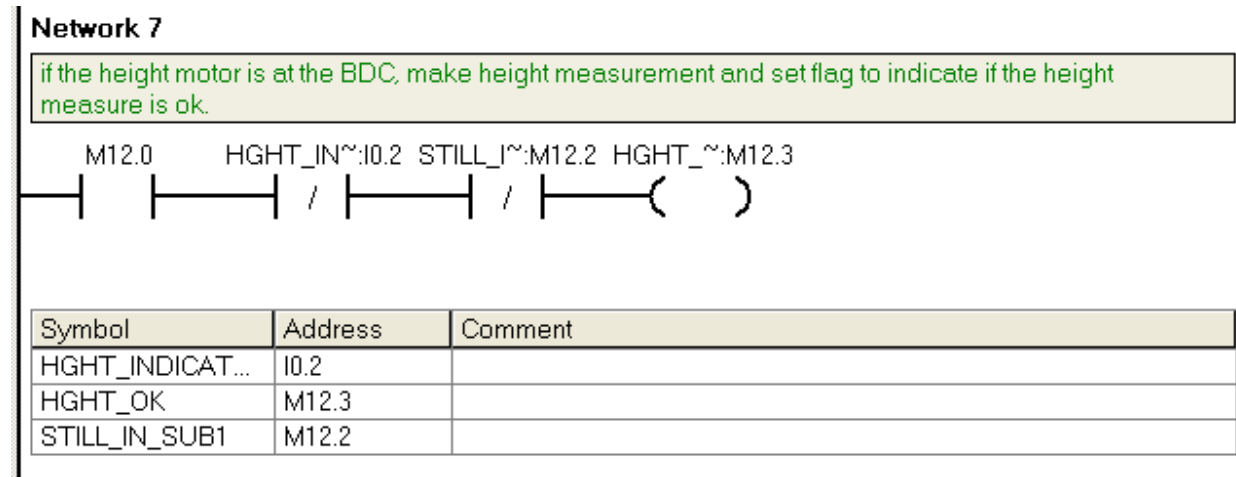 Network 7
if the height motor is at the BDC, make height measurement and set flag to indicate if the height
measure is ok.
M12.0 HGHT_IN~:I0.2 STILL_I~:M12.2 HGHT_~:M12.3
/ /
Symbol Address Comment
HGHT_INDICAT... I0.2
HGHT_OK M12.3
STILL_IN_SUB1 M12.2